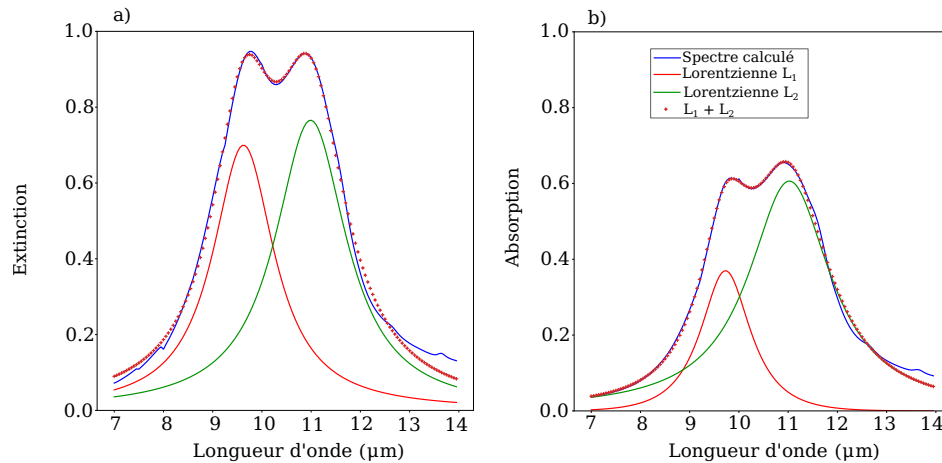 a)
1.0
0.8
0.6
0.4
0.2
0.0
Extinction
7 8 9 10 11 12 13 14
Longueur d'onde (μm)
b)
1.0
0.8
0.6
0.4
0.2
0.0
Absorption
7 8 9 10 11 12 13 14
Longueur d'onde (μm)
Spectre calculé
Lorentzienne L₁
Lorentzienne L₂
L₁ + L₂